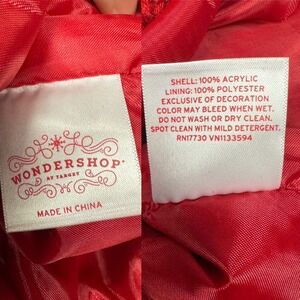 WONDERSHOP
BY TARGET
MADE IN CHINA
SHELL: 100% ACRYLIC
LINING: 100% POLYESTER
EXCLUSIVE OF DECORATION
COLOR MAY BLEED WHEN WET.
DO NOT WASH OR DRY CLEAN.
SPOT CLEAN WITH MILD DETERGENT.
RN17730 VN1133594